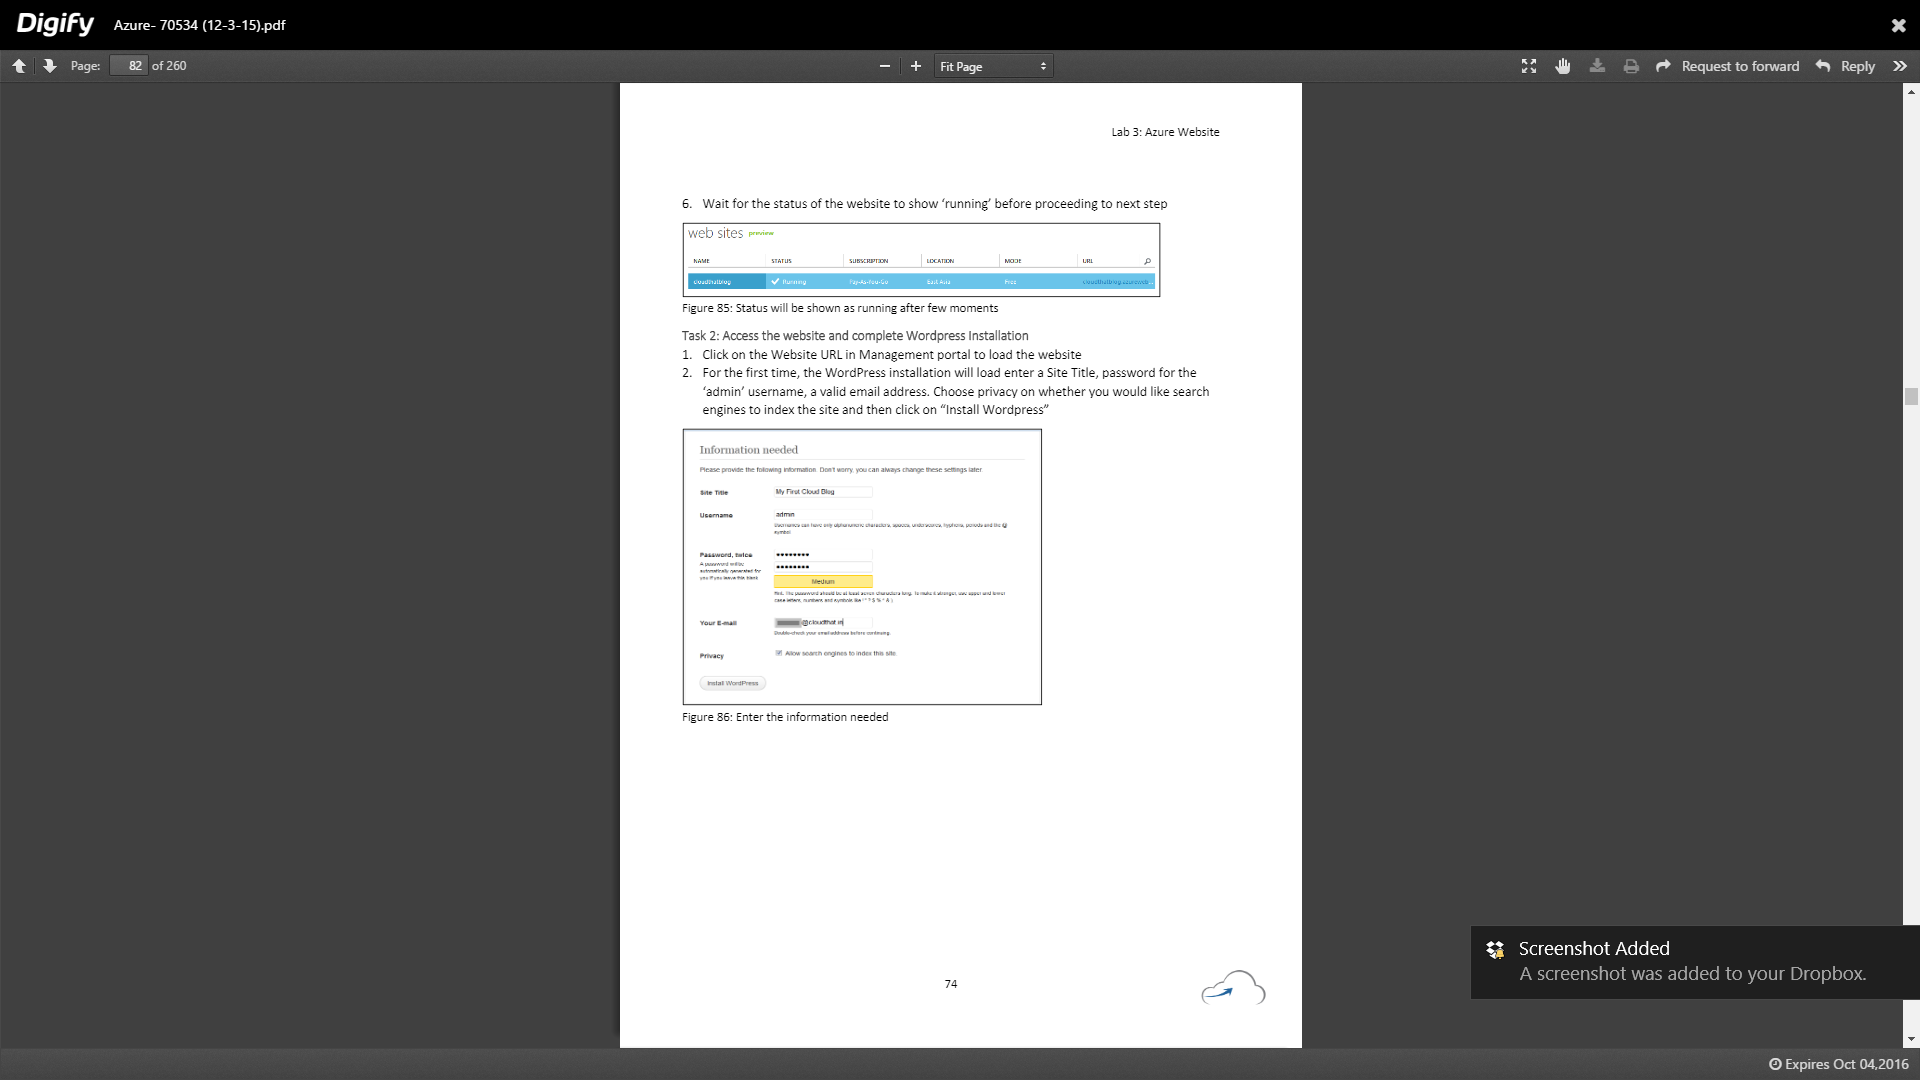 Digify Azure- 70534 (12-3-15).pdf
Page: 82 of 260 Fit Page Request to forward Reply
Lab 3: Azure Website
6. Wait for the status of the website to show ‘running’ before proceeding to next step
web sites preview
NAME STATUS SUBSCRIPTION LOCATION MODE URL
cloudthatblog Running Pay-As-You-Go East Asia Free cloudthatblog.azureweb...
Figure 85: Status will be shown as running after few moments
Task 2: Access the website and complete Wordpress Installation
1. Click on the Website URL in Management portal to load the website
2. For the first time, the WordPress installation will load enter a Site Title, password for the
‘admin’ username, a valid email address. Choose privacy on whether you would like search
engines to index the site and then click on “Install Wordpress”
Information needed
Please provide the following information. Don't worry, you can always change these settings later.
Site Title My First Cloud Blog
Username admin
Usernames can have only alphanumeric characters, spaces, underscores, hyphens, periods and the @
symbol.
Password, twice
A password will be
automatically generated for
you if you leave this blank.
Medium
Hint: The password should be at least seven characters long. To make it stronger, use upper and lower
case letters, numbers and symbols like
Your E-mail @cloudthat.in
Double-check your email address before continuing.
Privacy Allow search engines to index this site.
Install WordPress
Figure 86: Enter the information needed
74
Screenshot Added
A screenshot was added to your Dropbox.
Expires Oct 04,2016